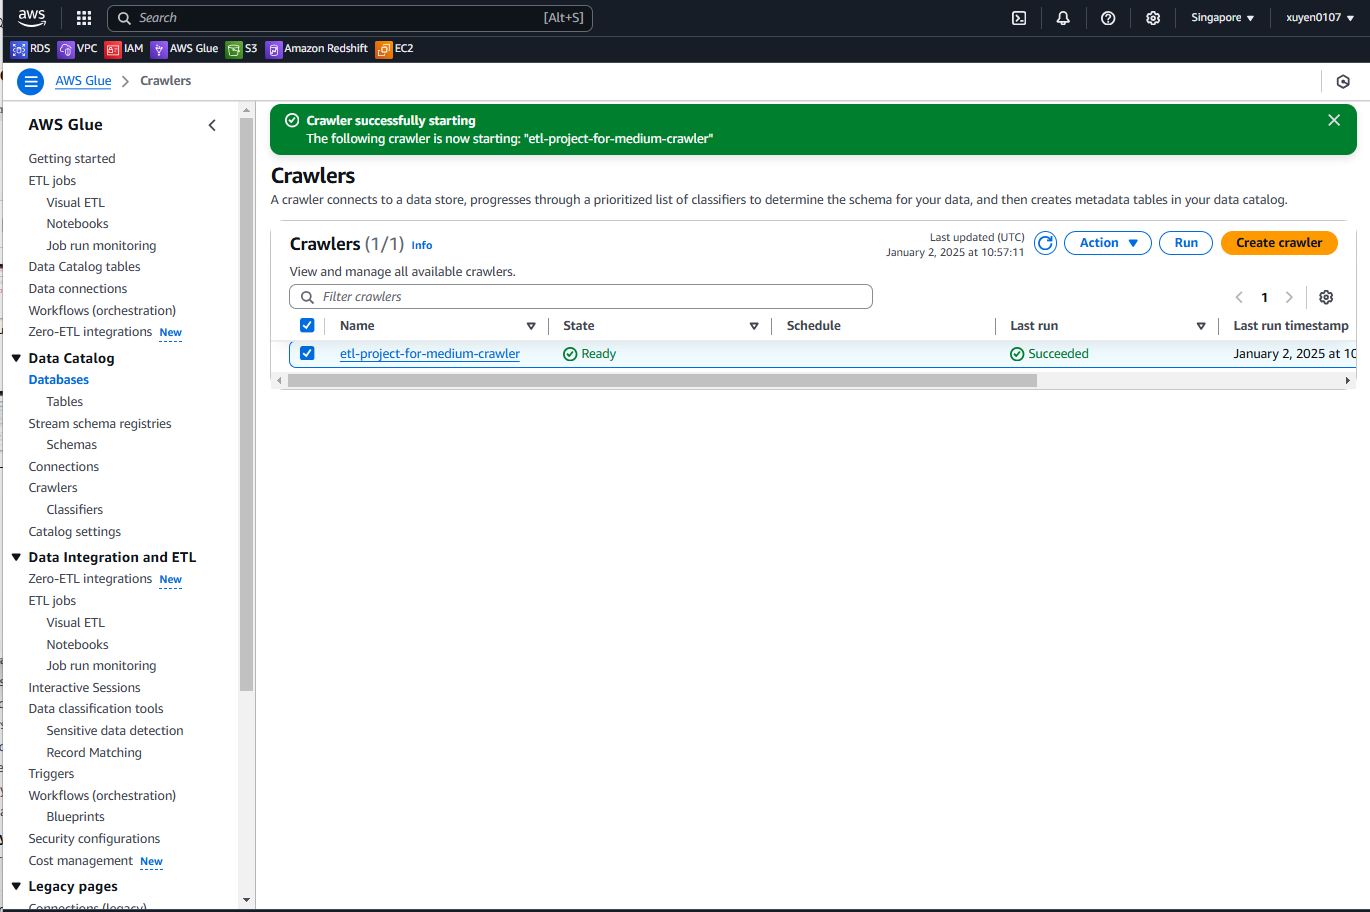 aws
Search [Alt+S]
Singapore ▼
xuyen0107 ▼
RDS VPC IAM AWS Glue S3 Amazon Redshift EC2
AWS Glue > Crawlers
AWS Glue
Getting started
ETL jobs
Visual ETL
Notebooks
Job run monitoring
Data Catalog tables
Data connections
Workflows (orchestration)
Zero-ETL integrations New
Data Catalog
Databases
Tables
Stream schema registries
Schemas
Connections
Crawlers
Classifiers
Catalog settings
Data Integration and ETL
Zero-ETL integrations New
ETL jobs
Visual ETL
Notebooks
Job run monitoring
Interactive Sessions
Data classification tools
Sensitive data detection
Record Matching
Triggers
Workflows (orchestration)
Blueprints
Security configurations
Cost management New
Legacy pages
Connections (legacy)
Crawler successfully starting
The following crawler is now starting: "etl-project-for-medium-crawler"
Crawlers
A crawler connects to a data store, progresses through a prioritized list of classifiers to determine the schema for your data, and then creates metadata tables in your data catalog.
Crawlers (1/1) Info
Last updated (UTC)
January 2, 2025 at 10:57:11
Action ▼
Run
Create crawler
View and manage all available crawlers.
Filter crawlers
1
Name State Schedule Last run Last run timestamp
etl-project-for-medium-crawler Ready Succeeded January 2, 2025 at 10